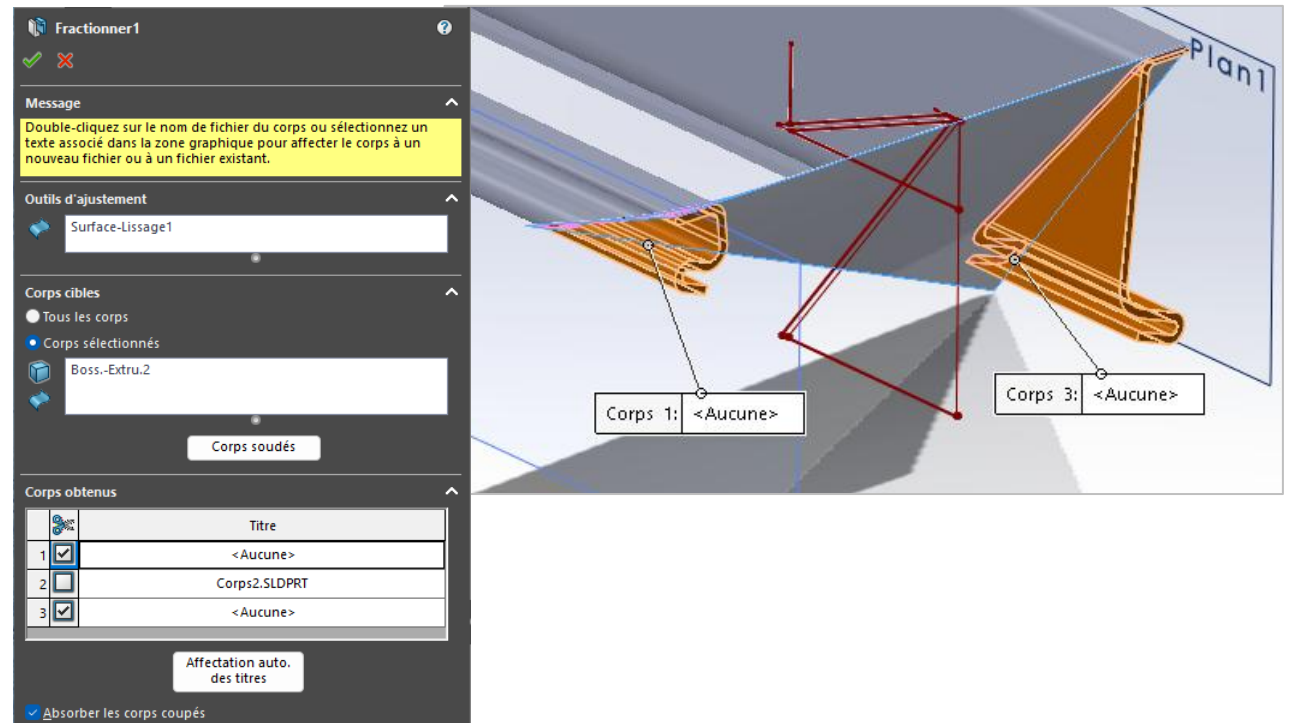 Fractionner1
?
Message
Double-cliquez sur le nom de fichier du corps ou sélectionnez un
texte associé dans la zone graphique pour affecter le corps à un
nouveau fichier ou à un fichier existant.
Outils d'ajustement
Surface-Lissage1
Corps cibles
Tous les corps
Corps sélectionnés
Boss.-Extru.2
Corps soudés
Corps obtenus
Titre
1 <Aucune>
2 Corps2.SLDPRT
3 <Aucune>
Affectation auto.
des titres
Absorber les corps coupés
Plan1
Corps 1: <Aucune>
Corps 3: <Aucune>